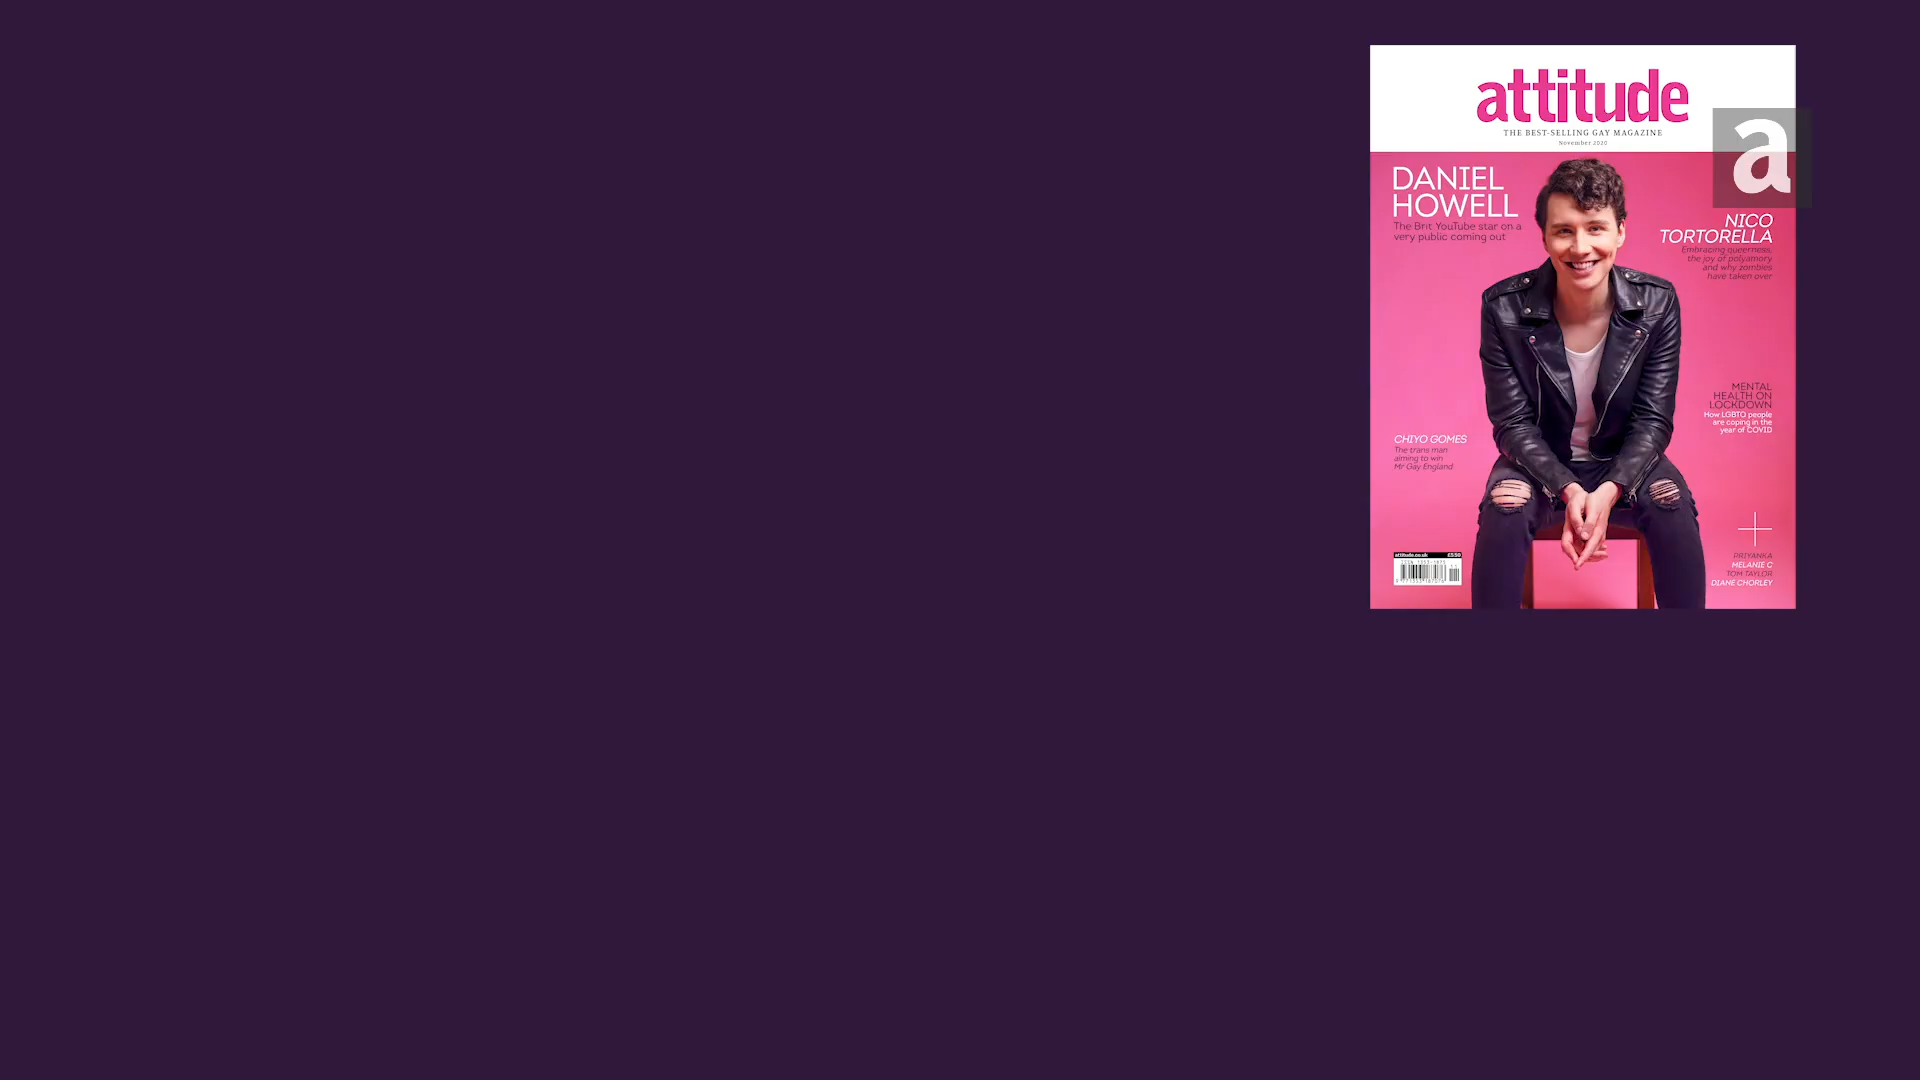 attitude
THE BEST-SELLING GAY MAGAZINE
November 2020
a
DANIEL
HOWELL
The Brit YouTube star on a
very public coming out
NICO
TORTORELLA
Embracing queerness,
the joy of polyamory
and why zombies
have taken over
MENTAL
HEALTH ON
LOCKDOWN
How LGBTQ people
are coping in the
year of COVID
CHIYO GOMES
The trans man
aiming to win
Mr Gay England
attitude.co.uk £5.50
PRIYANKA
MELANIE C
TOM TAYLOR
DIANE CHORLEY